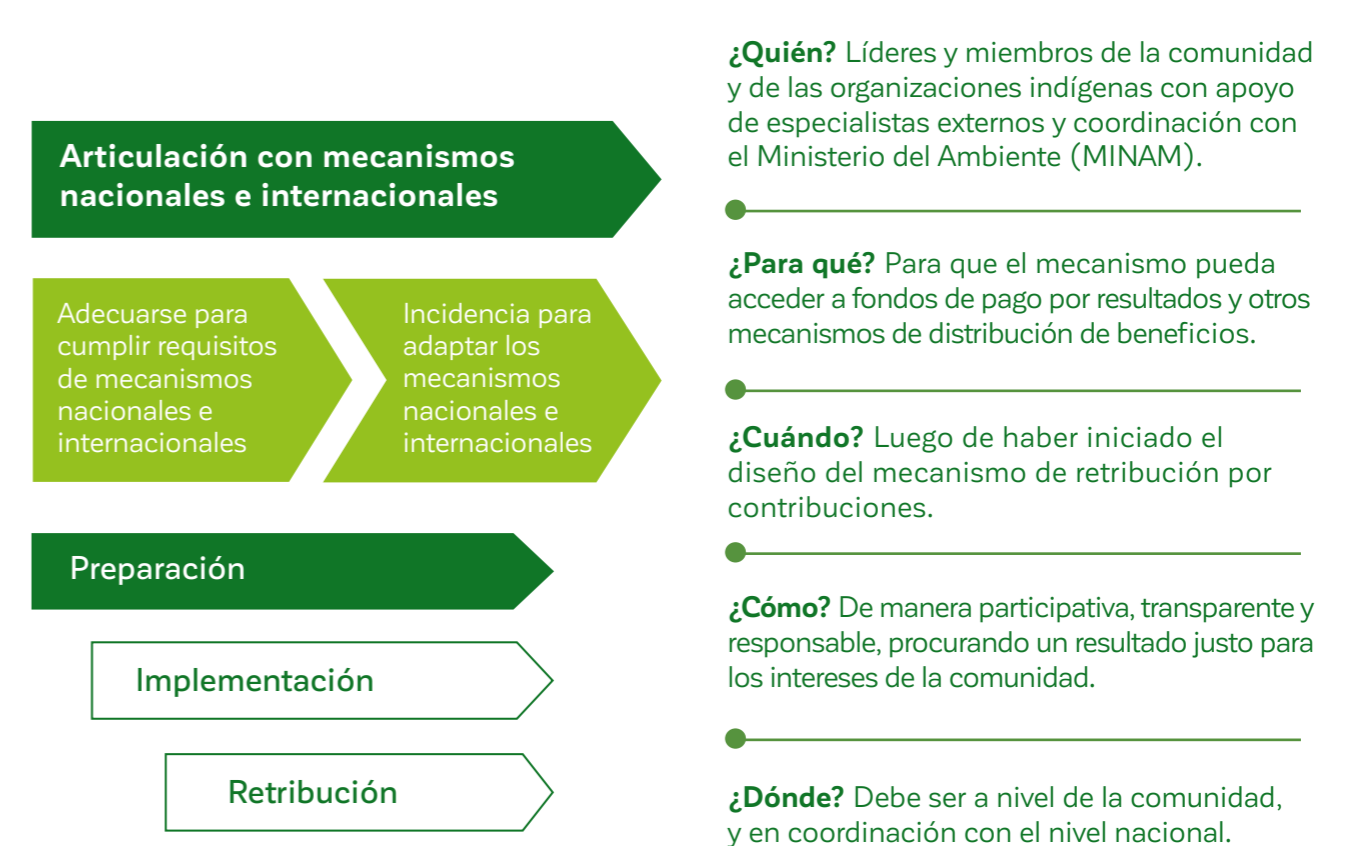 Articulación con mecanismos
nacionales e internacionales
Adecuarse para
cumplir requisitos
de mecanismos
nacionales e
internacionales
Incidencia para
adaptar los
mecanismos
nacionales e
internacionales
Preparación
Implementación
Retribución
¿Quién? Líderes y miembros de la comunidad
y de las organizaciones indígenas con apoyo
de especialistas externos y coordinación con
el Ministerio del Ambiente (MINAM).
¿Para qué? Para que el mecanismo pueda
acceder a fondos de pago por resultados y otros
mecanismos de distribución de beneficios.
¿Cuándo? Luego de haber iniciado el
diseño del mecanismo de retribución por
contribuciones.
¿Cómo? De manera participativa, transparente y
responsable, procurando un resultado justo para
los intereses de la comunidad.
¿Dónde? Debe ser a nivel de la comunidad,
y en coordinación con el nivel nacional.